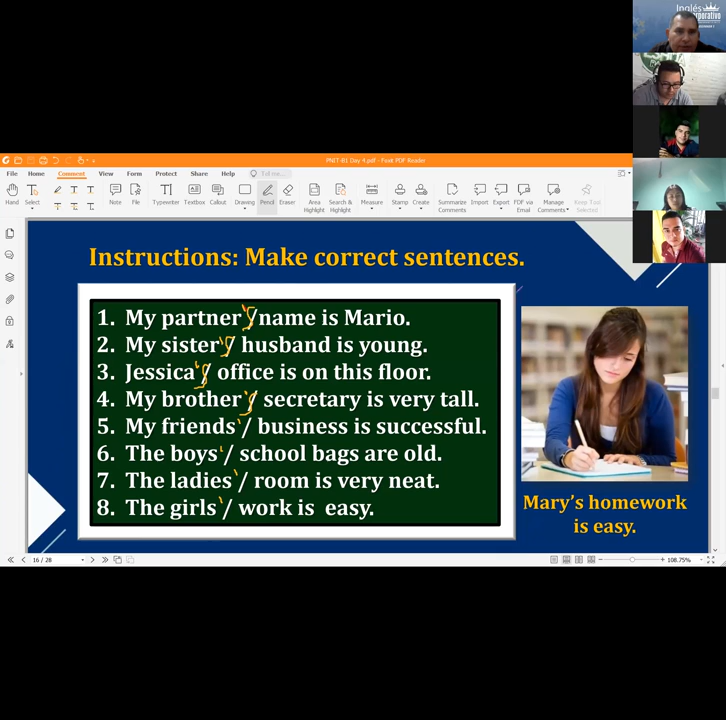 Inglés
Corporativo
PNIT-B1 Day 4.pdf - Foxit PDF Reader
File Home Comment View Form Protect Share Help Tell me...
Hand Select Note File Typewriter Textbox Callout Drawing Pencil Eraser Area Highlight Search & Highlight Measure Stamp Create Summarize Comments Import Export FDF via Email Manage Comments Keep Tool Selected
Instructions: Make correct sentences.
1. My partner's/name is Mario.
2. My sister's/ husband is young.
3. Jessica's/ office is on this floor.
4. My brother's/ secretary is very tall.
5. My friends'/ business is successful.
6. The boys'/ school bags are old.
7. The ladies'/ room is very neat.
8. The girls'/ work is easy.
Mary's homework
is easy.
16 / 28
108.75%